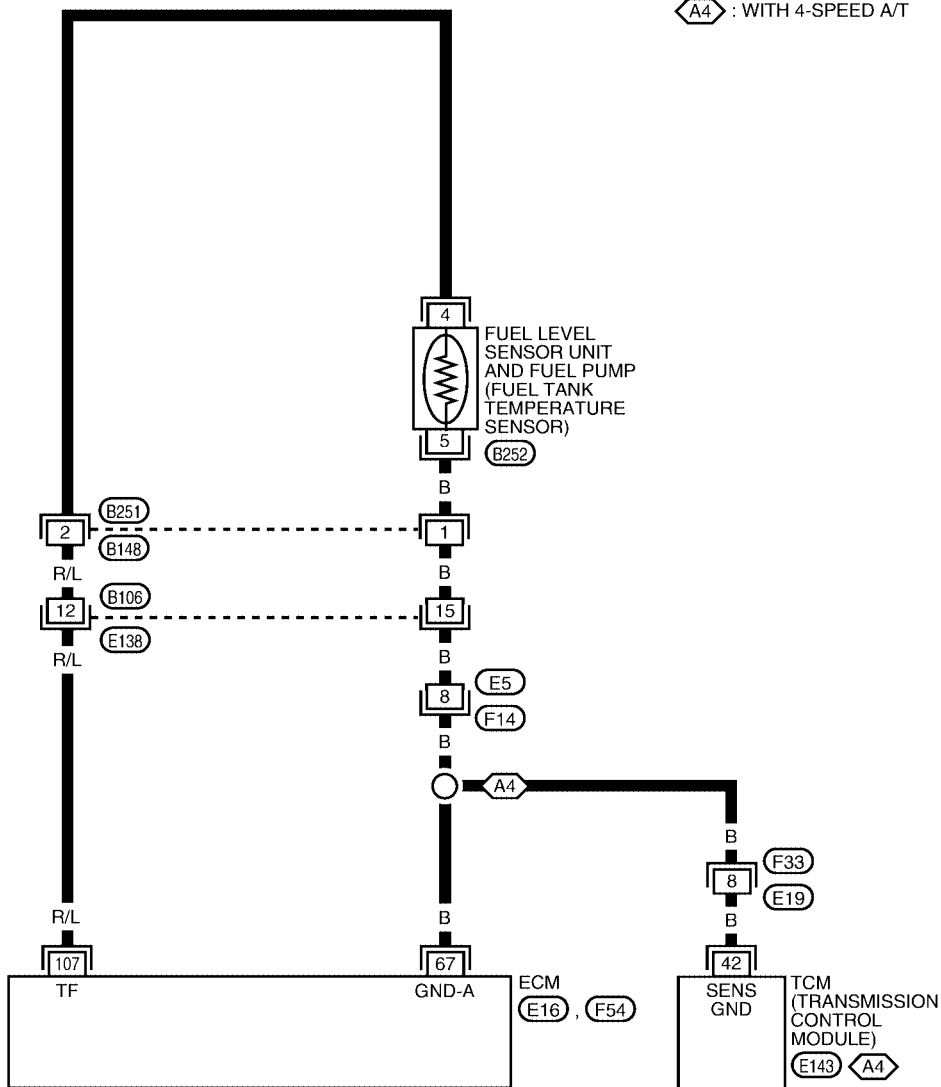 A4 : WITH 4-SPEED A/T
4
FUEL LEVEL
SENSOR UNIT
AND FUEL PUMP
(FUEL TANK
TEMPERATURE
SENSOR)
5
B252
B
B251
2
1
B148
R/L
B
B106
12
15
E138
R/L
B
E5
8
F14
B
A4
B
F33
8
E19
R/L
B
B
107
67
42
TF
GND-A
ECM
E16 , F54
SENS
GND
TCM
(TRANSMISSION
CONTROL
MODULE)
E143 A4